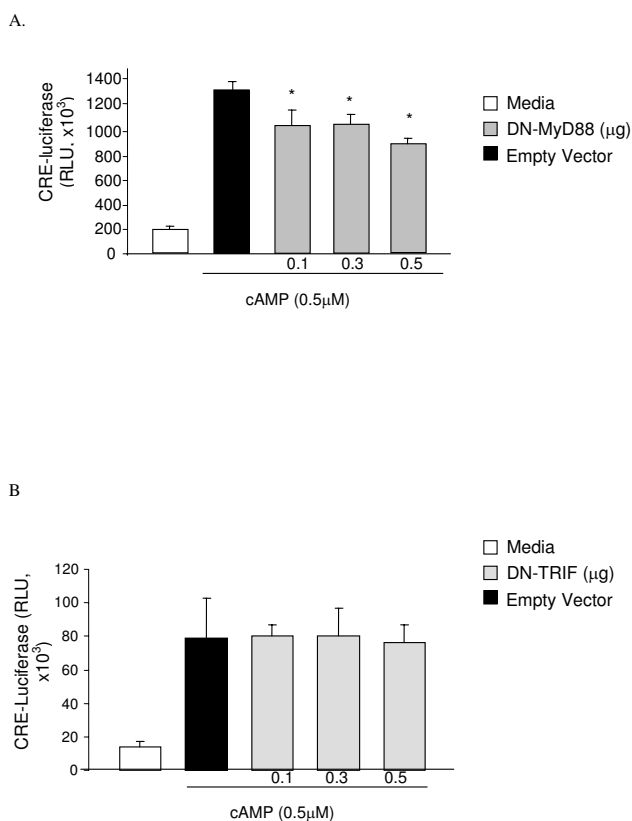 A.
CRE-luciferase
(RLU. x10³)
1400
1200
1000
800
600
400
200
0
*
*
*
0.1 0.3 0.5
cAMP (0.5μM)
Media
DN-MyD88 (μg)
Empty Vector
B
CRE-Luciferase (RLU,
x10³)
120
100
80
60
40
20
0
0.1 0.3 0.5
cAMP (0.5μM)
Media
DN-TRIF (μg)
Empty Vector